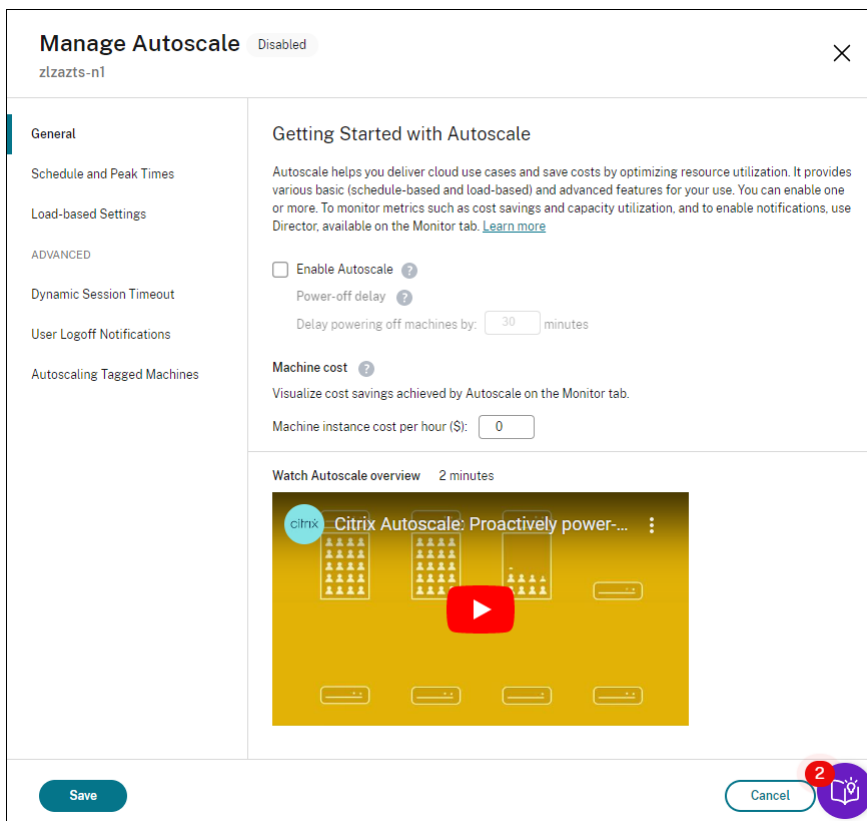 Manage Autoscale Disabled
zlzazts-n1
General
Schedule and Peak Times
Load-based Settings
ADVANCED
Dynamic Session Timeout
User Logoff Notifications
Autoscaling Tagged Machines
Getting Started with Autoscale
Autoscale helps you deliver cloud use cases and save costs by optimizing resource utilization. It provides
various basic (schedule-based and load-based) and advanced features for your use. You can enable one
or more. To monitor metrics such as cost savings and capacity utilization, and to enable notifications, use
Director, available on the Monitor tab. Learn more
Enable Autoscale ?
Power-off delay ?
Delay powering off machines by: 30 minutes
Machine cost ?
Visualize cost savings achieved by Autoscale on the Monitor tab.
Machine instance cost per hour ($): 0
Watch Autoscale overview 2 minutes
citrix Citrix Autoscale: Proactively power-...
Save
Cancel
2